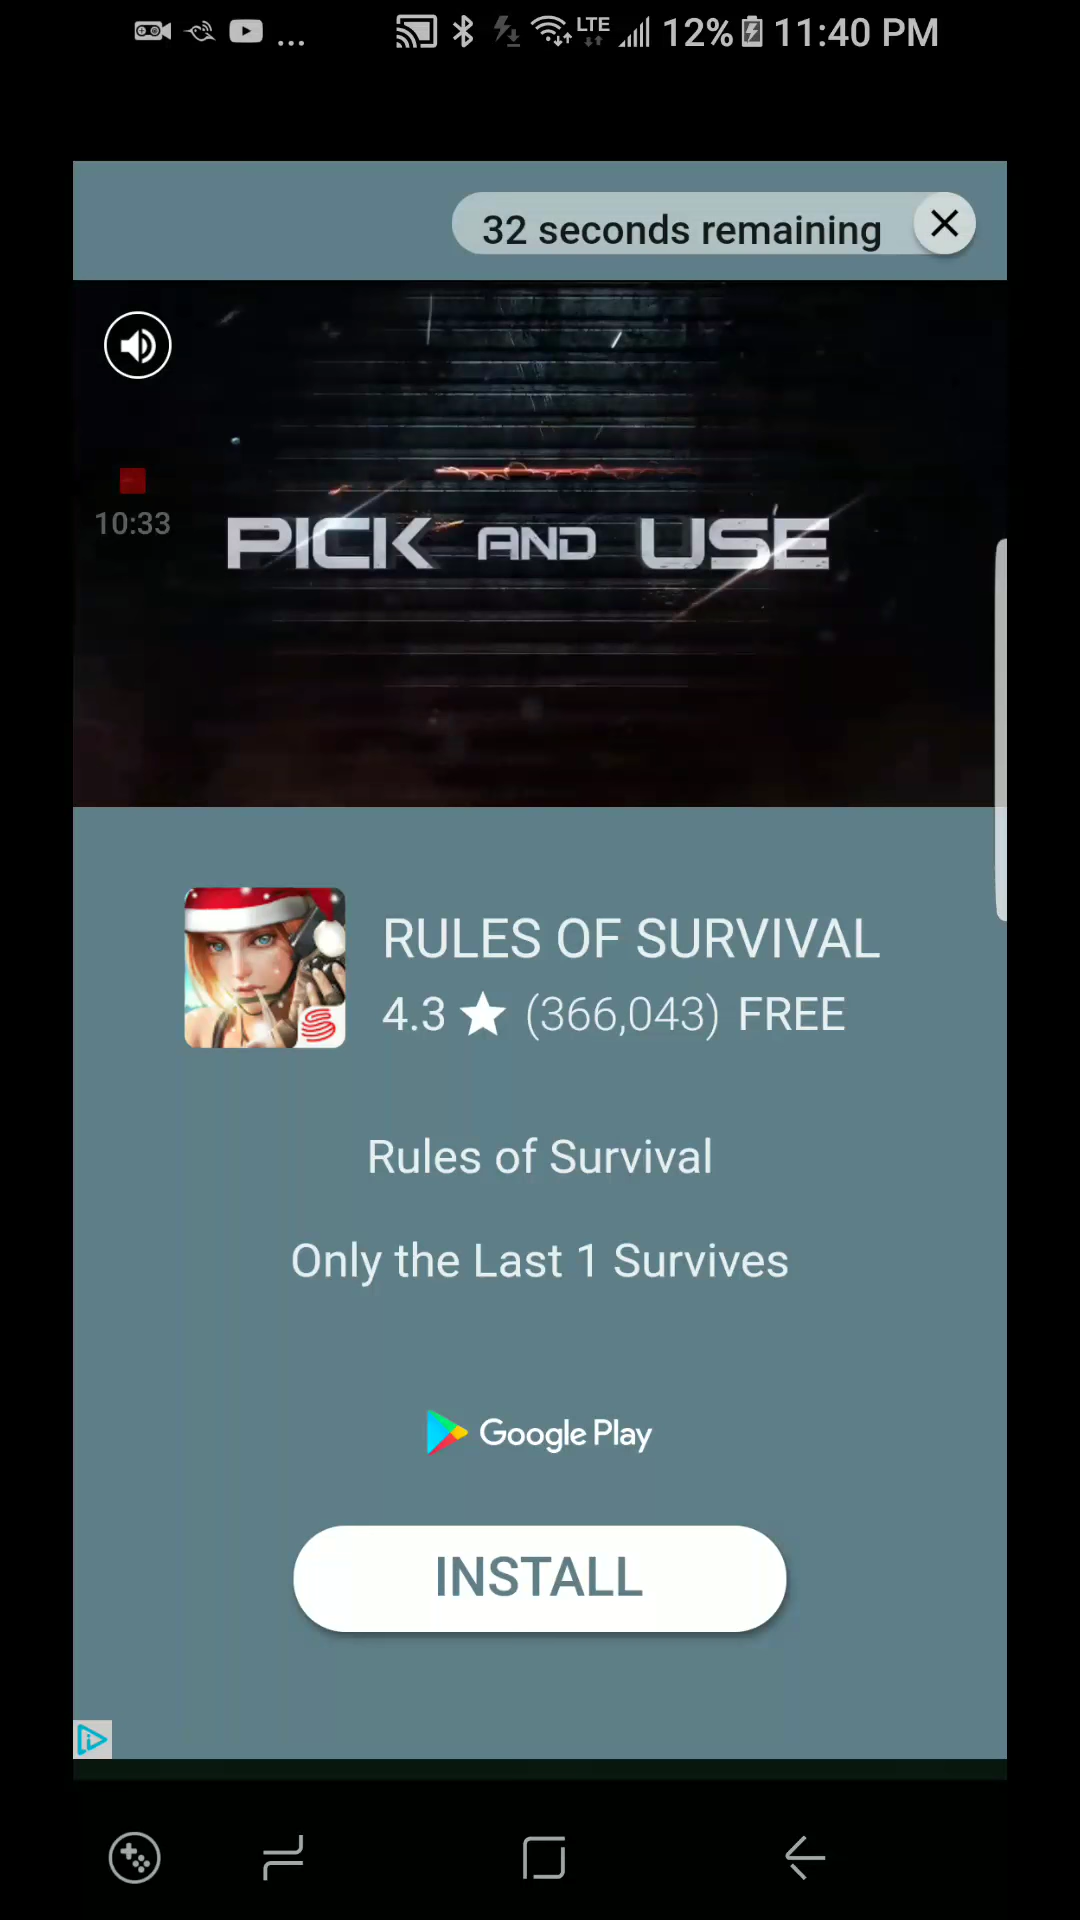 ... LTE 12% 11:40 PM
32 seconds remaining
10:33
PICK AND USE
RULES OF SURVIVAL
4.3 ★ (366,043) FREE
Rules of Survival
Only the Last 1 Survives
Google Play
INSTALL